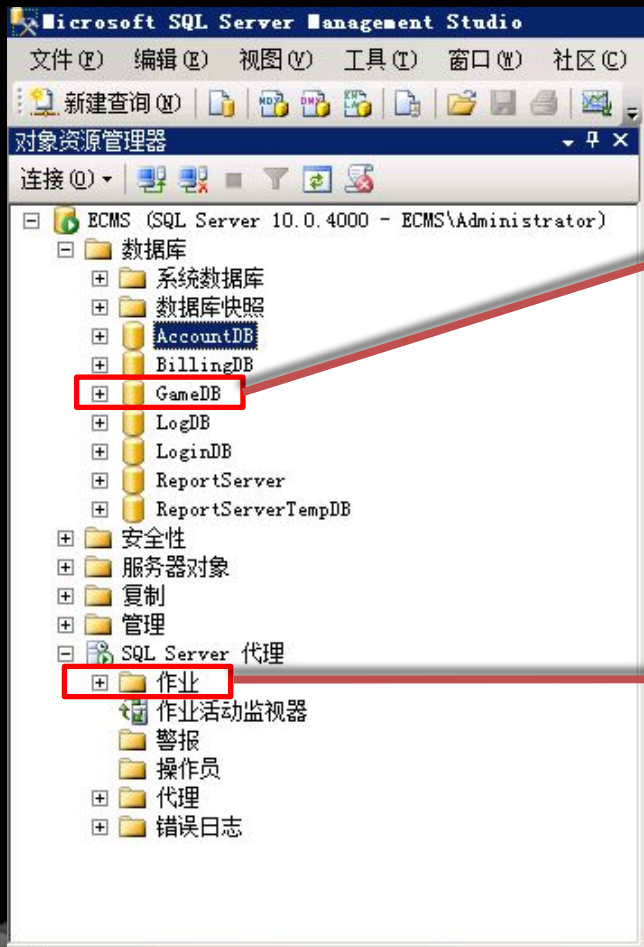 Microsoft SQL Server Management Studio
文件(F) 编辑(E) 视图(V) 工具(T) 窗口(W) 社区(C)
新建查询(N)
对象资源管理器
连接(O)
ECMS (SQL Server 10.0.4000 - ECMS\Administrator)
数据库
系统数据库
数据库快照
AccountDB
BillingDB
GameDB
LogDB
LoginDB
ReportServer
ReportServerTempDB
安全性
服务器对象
复制
管理
SQL Server 代理
作业
作业活动监视器
警报
操作员
代理
错误日志